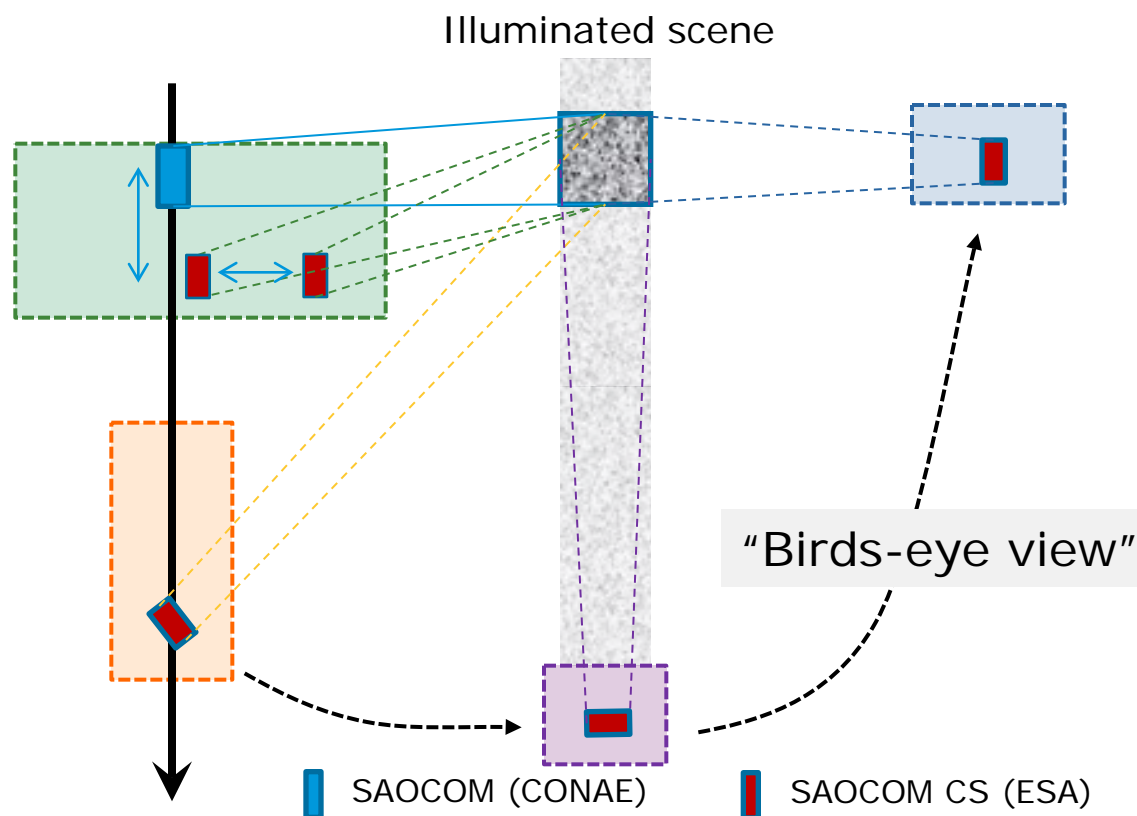 Illuminated scene
“Birds-eye view”
SAOCOM (CONAE)
SAOCOM CS (ESA)